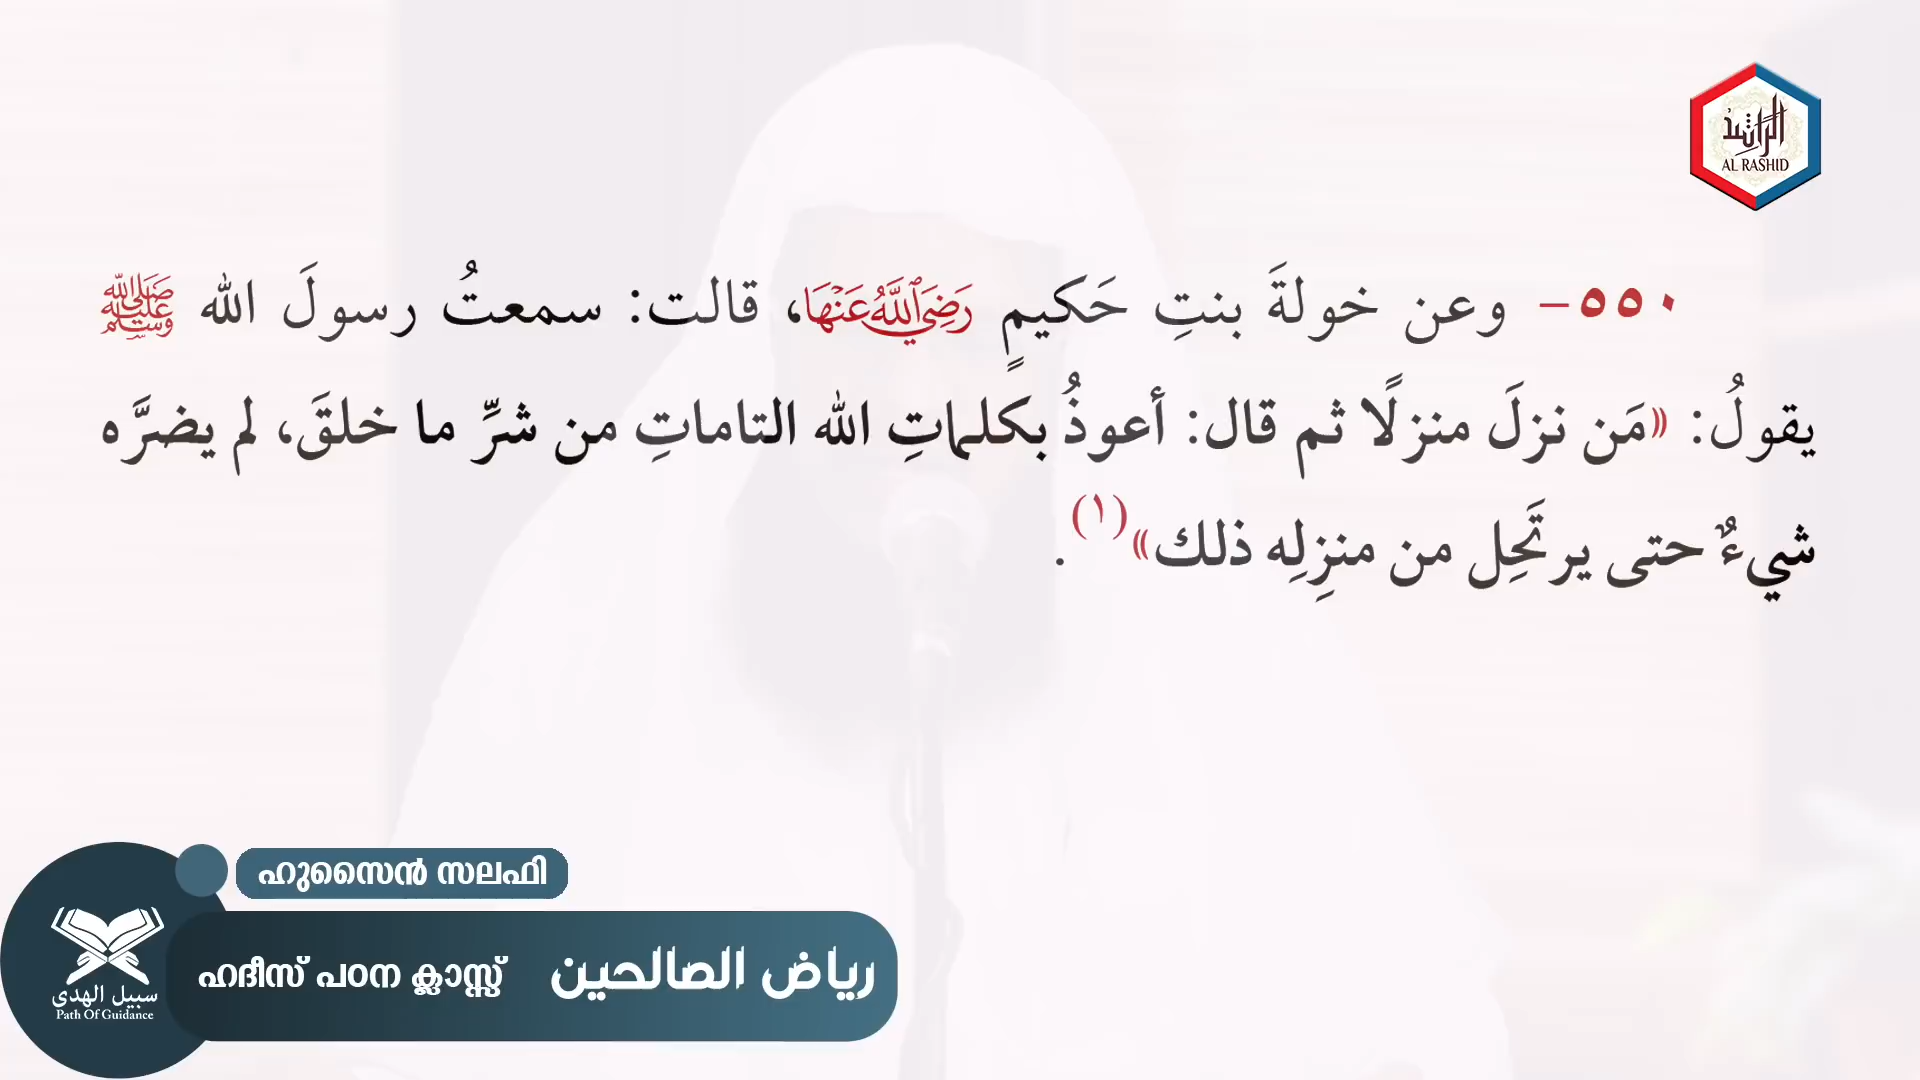 الراشد
AL RASHID
٥٥٠- وعن خولةَ بنتِ حَكيمٍ رَضِيَ اللَّهُ عَنْهَا، قالت: سمعتُ رسولَ الله ﷺ
يقولُ: «مَن نزلَ منزلًا ثم قال: أعوذُ بكلماتِ الله التاماتِ من شرِّ ما خلقَ، لم يضرَّه
شيءٌ حتى يرتَحِل من منزِلِه ذلك»(١).
ഹുസൈൻ സലഫി
ഹദീസ് പഠന ക്ലാസ്സ് رياض الصالحين
سبيل الهدى
Path Of Guidance